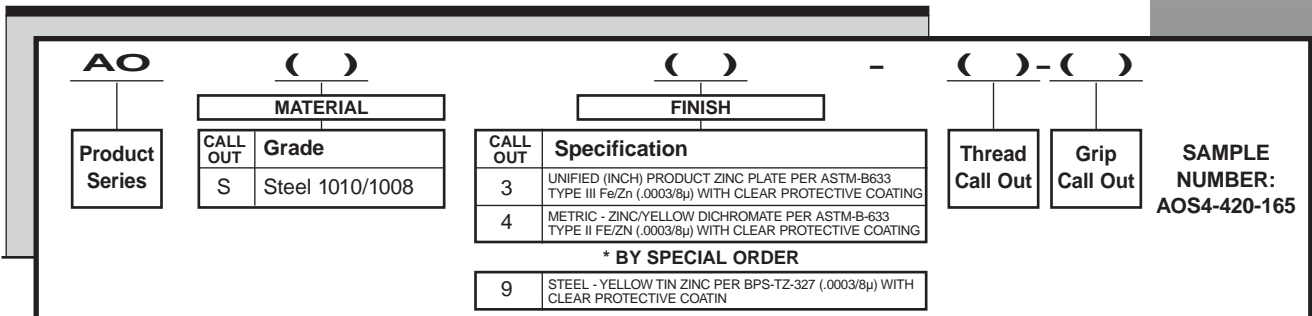 AO ( ) ( ) – ( ) – ( )
MATERIAL
FINISH
Product
Series
CALL
OUT
Grade
S Steel 1010/1008
CALL
OUT
Specification
3 UNIFIED (INCH) PRODUCT ZINC PLATE PER ASTM-B633
TYPE III Fe/Zn (.0003/8µ) WITH CLEAR PROTECTIVE COATING
4 METRIC - ZINC/YELLOW DICHROMATE PER ASTM-B-633
TYPE II FE/ZN (.0003/8µ) WITH CLEAR PROTECTIVE COATING
* BY SPECIAL ORDER
9 STEEL - YELLOW TIN ZINC PER BPS-TZ-327 (.0003/8µ) WITH
CLEAR PROTECTIVE COATIN
Thread
Call Out
Grip
Call Out
SAMPLE
NUMBER:
AOS4-420-165